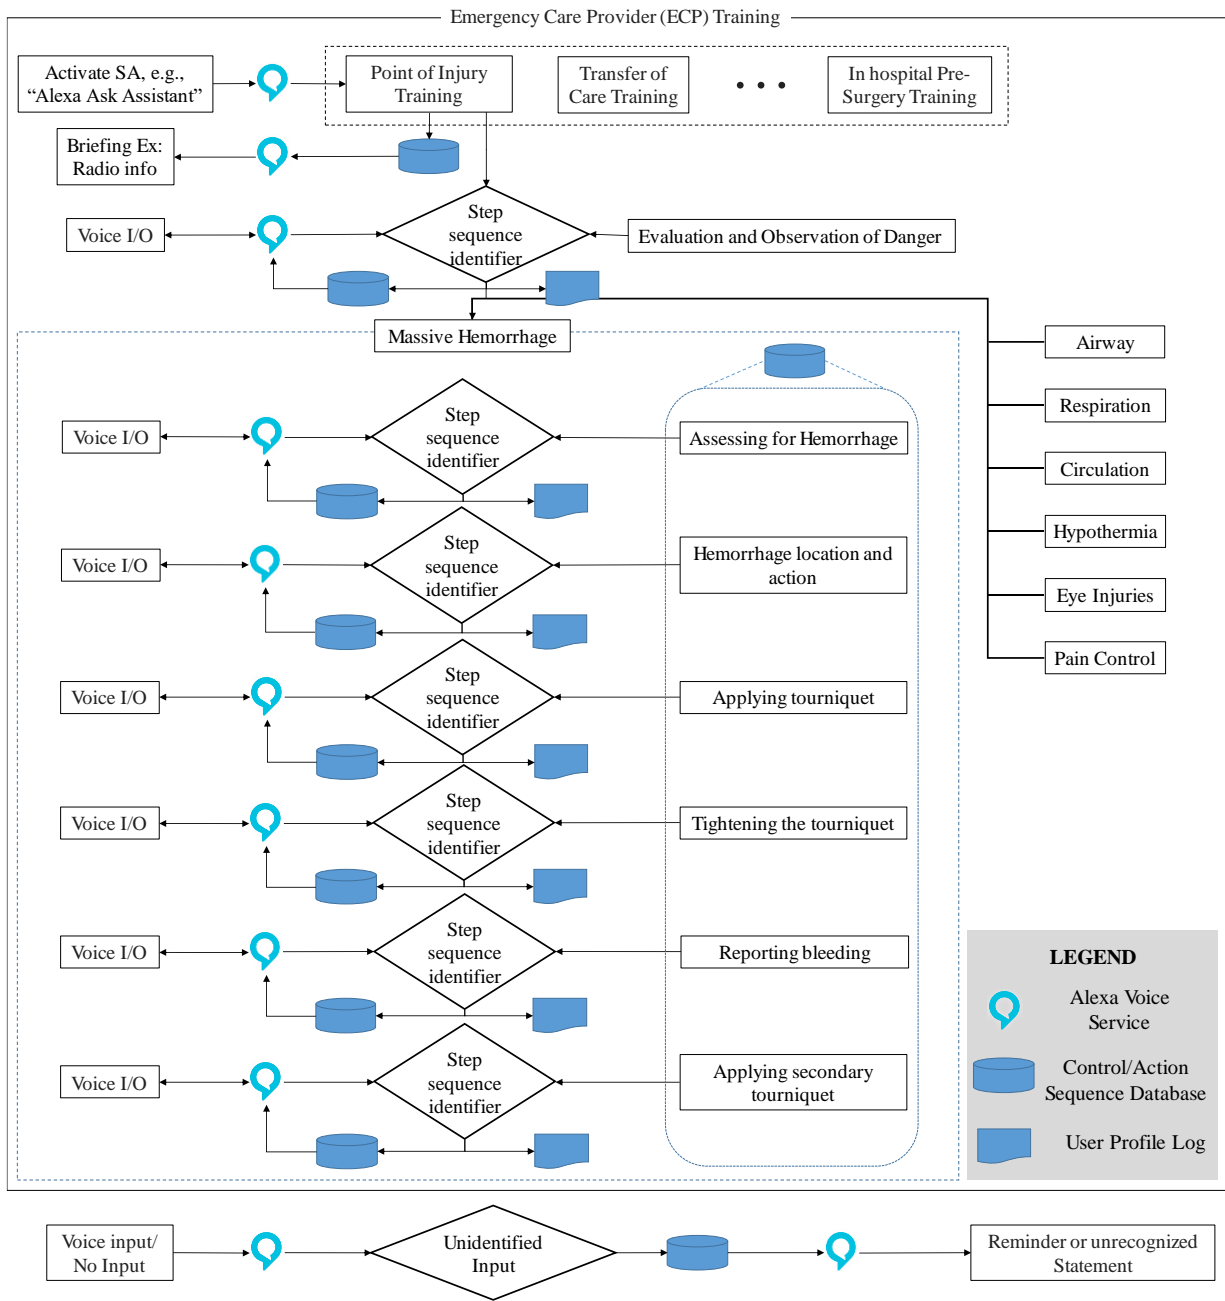 Emergency Care Provider (ECP) Training
Activate SA, e.g.,
“Alexa Ask Assistant”
Point of Injury
Training
Transfer of
Care Training
In hospital Pre-
Surgery Training
Briefing Ex:
Radio info
Voice I/O
Step
sequence
identifier
Evaluation and Observation of Danger
Massive Hemorrhage
Airway
Respiration
Circulation
Hypothermia
Eye Injuries
Pain Control
Voice I/O
Step
sequence
identifier
Assessing for Hemorrhage
Voice I/O
Step
sequence
identifier
Hemorrhage location and
action
Voice I/O
Step
sequence
identifier
Applying tourniquet
Voice I/O
Step
sequence
identifier
Tightening the tourniquet
Voice I/O
Step
sequence
identifier
Reporting bleeding
Voice I/O
Step
sequence
identifier
Applying secondary
tourniquet
LEGEND
Alexa Voice
Service
Control/Action
Sequence Database
User Profile Log
Voice input/
No Input
Unidentified
Input
Reminder or unrecognized
Statement